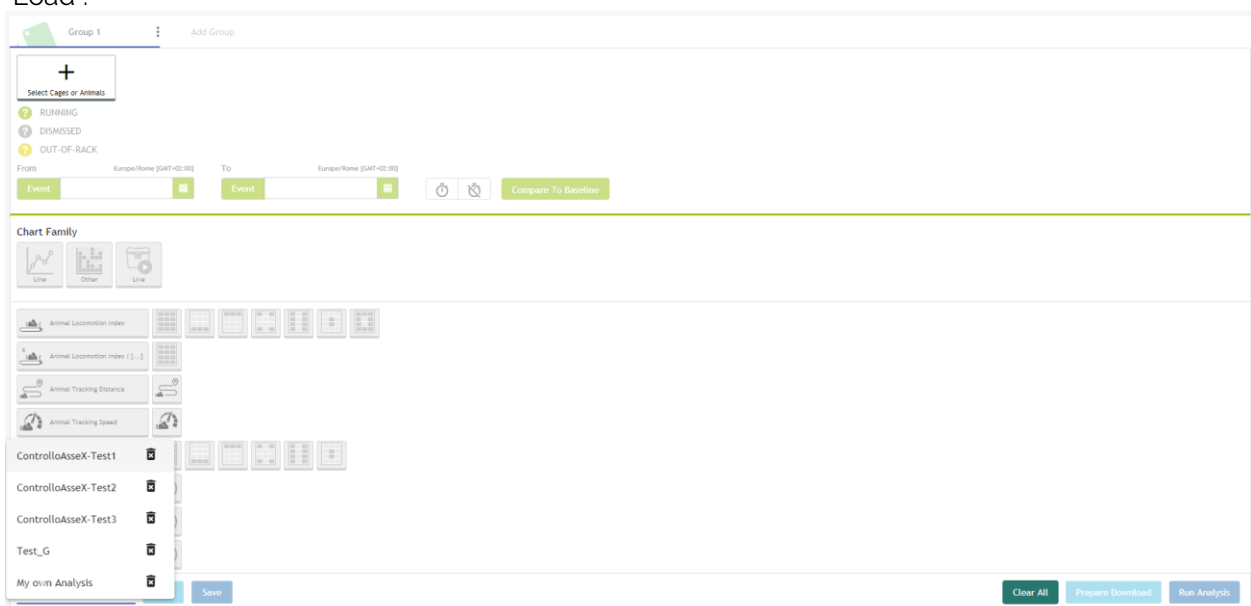 Load :
Group 1
Add Group
Select Cages or Animals
RUNNING
DISMISSED
OUT-OF-RACK
From Europe/Rome [GMT+02:00] To Europe/Rome [GMT+02:00]
Event Event Compare To Baseline
Chart Family
Line Other Live
Animal Locomotion Index
Animal Locomotion Index ( [...]
Animal Tracking Distance
Animal Tracking Speed
ControlloAsseX-Test1
ControlloAsseX-Test2
ControlloAsseX-Test3
Test_G
My own Analysis
Save Clear All Prepare Download Run Analysis